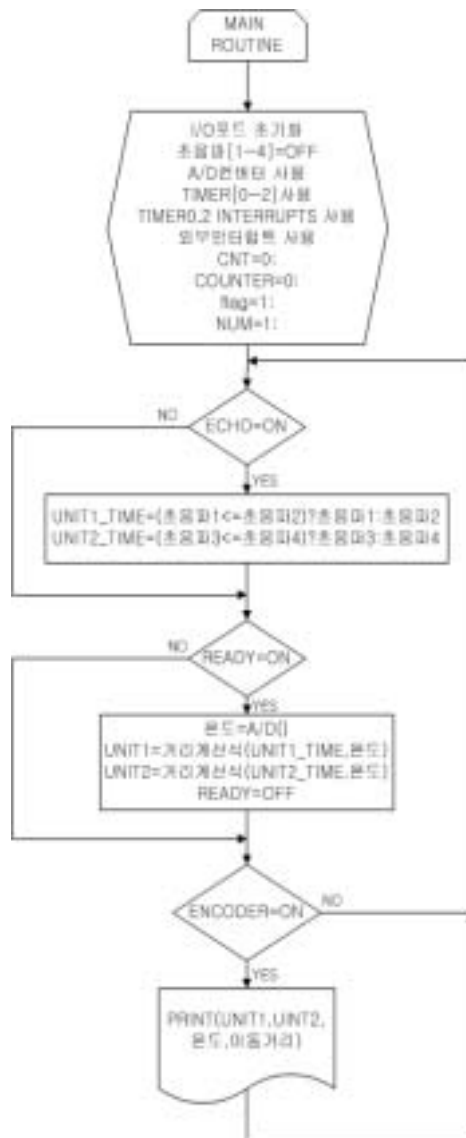 MAIN
ROUTINE
I/O포트 초기화
초음파[1-4]=OFF
A/D컨버터 사용
TIMER[0-2]사용
TIMER0,2 INTERRUPTS 사용
외부인터럽트 사용
CNT=0;
COUNTER=0;
flag=1;
NUM=1;
ECHO=ON
NO
YES
UNIT1_TIME=(초음파1<=초음파2)?초음파1:초음파2
UNIT2_TIME=(초음파3<=초음파4)?초음파3:초음파4
READY=ON
NO
YES
온도=A/D()
UNIT1=거리계산식(UNIT1_TIME,온도)
UNIT2=거리계산식(UNIT2_TIME,온도)
READY=OFF
ENCODER=ON
NO
YES
PRINT(UNIT1,UINT2,
온도,이동거리)